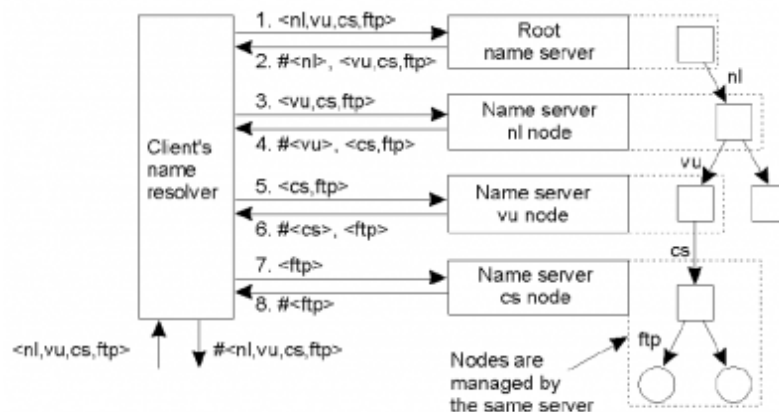 1. <nl,vu,cs,ftp>
2. #<nl>, <vu,cs,ftp>
Root
name server
nl
3. <vu,cs,ftp>
4. #<vu>, <cs,ftp>
Name server
nl node
Client's
name
resolver
vu
5. <cs,ftp>
6. #<cs>, <ftp>
Name server
vu node
cs
7. <ftp>
8. #<ftp>
Name server
cs node
<nl,vu,cs,ftp>
#<nl,vu,cs,ftp>
ftp
Nodes are
managed by
the same server